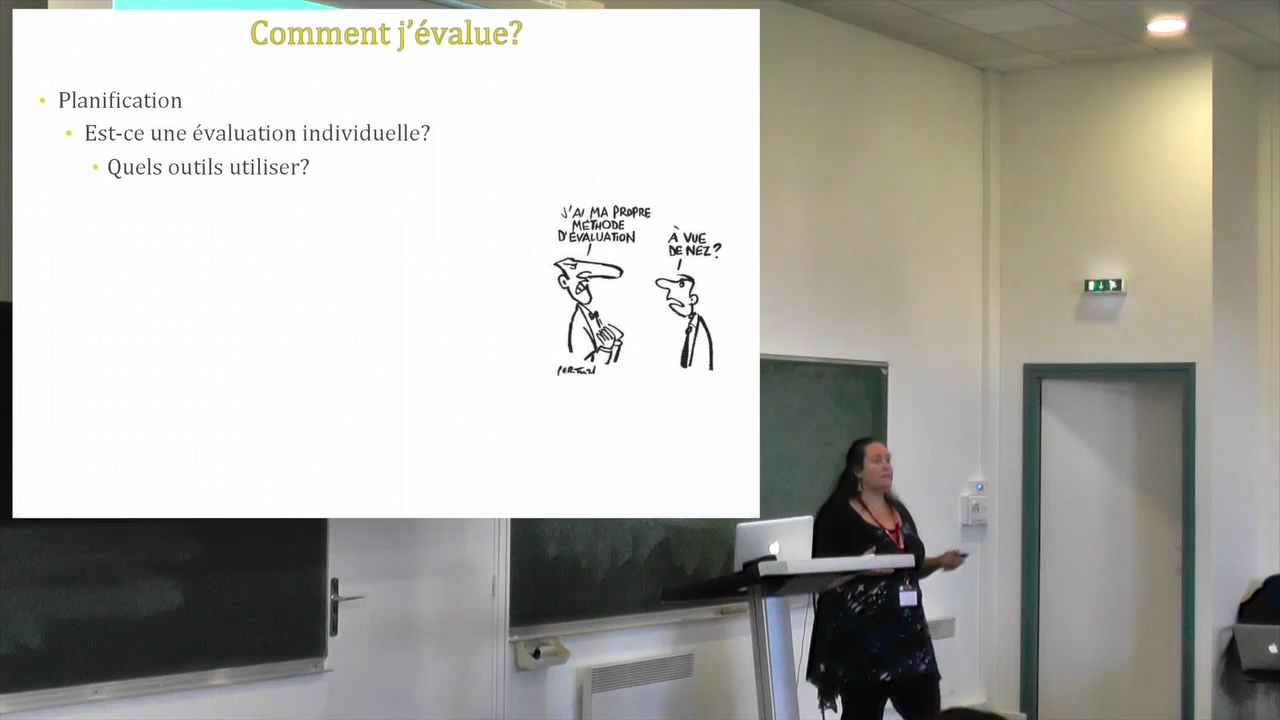 Comment j'évalue?
• Planification
• Est-ce une évaluation individuelle?
• Quels outils utiliser?
J'AI MA PROPRE
MÉTHODE
D'ÉVALUATION
À VUE
DE NEZ?